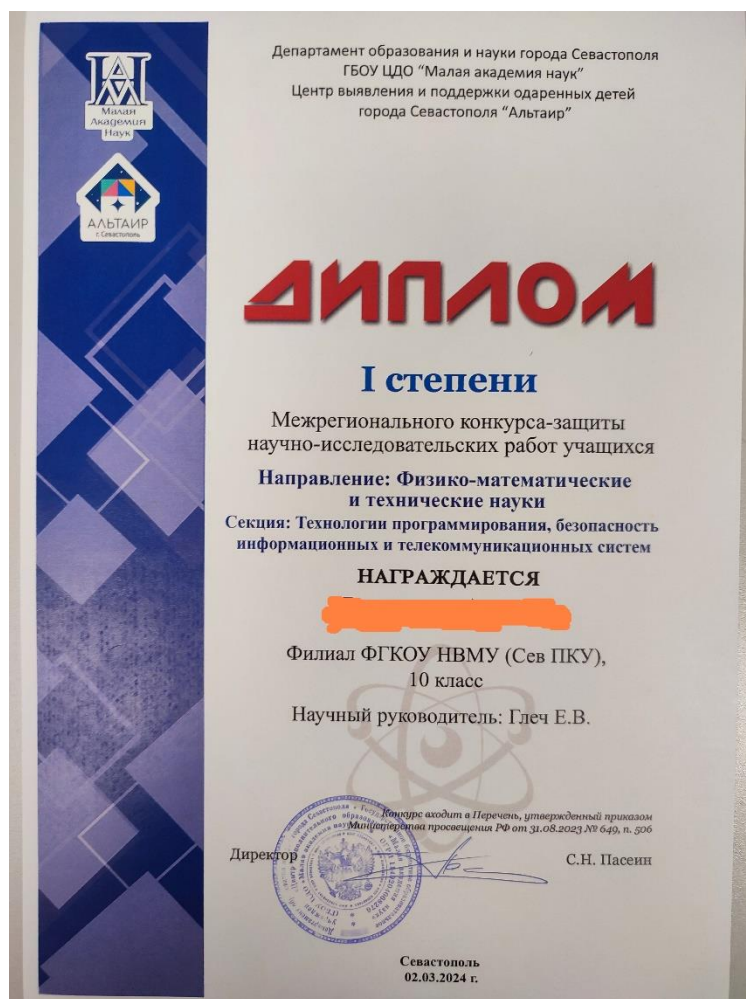 Департамент образования и науки города Севастополя
ГБОУ ЦДО “Малая академия наук”
Центр выявления и поддержки одаренных детей
города Севастополя “Альтаир”
Малая
Академия
Наук
АЛЬТАИР
г. Севастополь
ДИПЛОМ
I степени
Межрегионального конкурса-защиты
научно-исследовательских работ учащихся
Направление: Физико-математические
и технические науки
Секция: Технологии программирования, безопасность
информационных и телекоммуникационных систем
НАГРАЖДАЕТСЯ
Филиал ФГКОУ НВМУ (Сев ПКУ),
10 класс
Научный руководитель: Глеч Е.В.
Конкурс входит в Перечень, утвержденный приказом
Министерства просвещения РФ от 31.08.2023 № 649, п. 506
Директор
С.Н. Пасеин
Севастополь
02.03.2024 г.